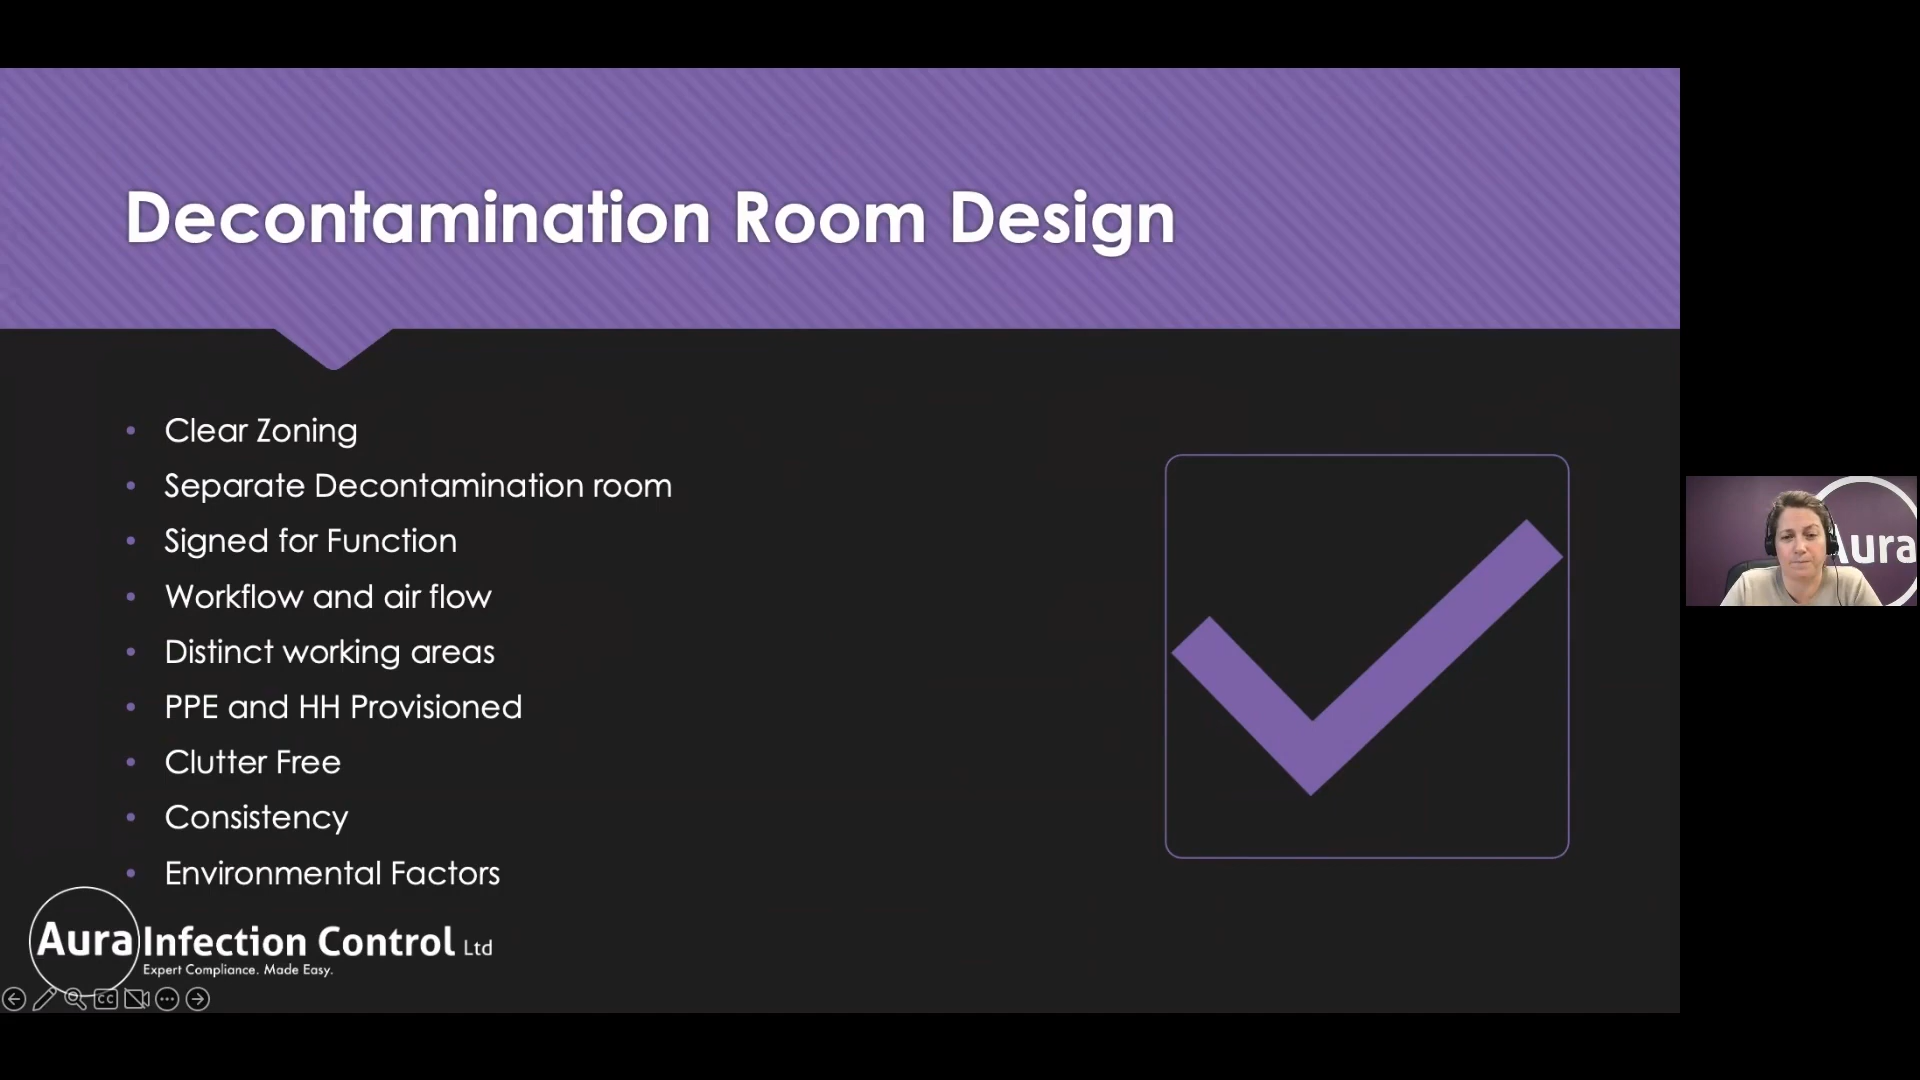 Decontamination Room Design
• Clear Zoning
• Separate Decontamination room
• Signed for Function
• Workflow and air flow
• Distinct working areas
• PPE and HH Provisioned
• Clutter Free
• Consistency
• Environmental Factors
Aura Infection Control Ltd
Expert Compliance. Made Easy.
CC
Aura